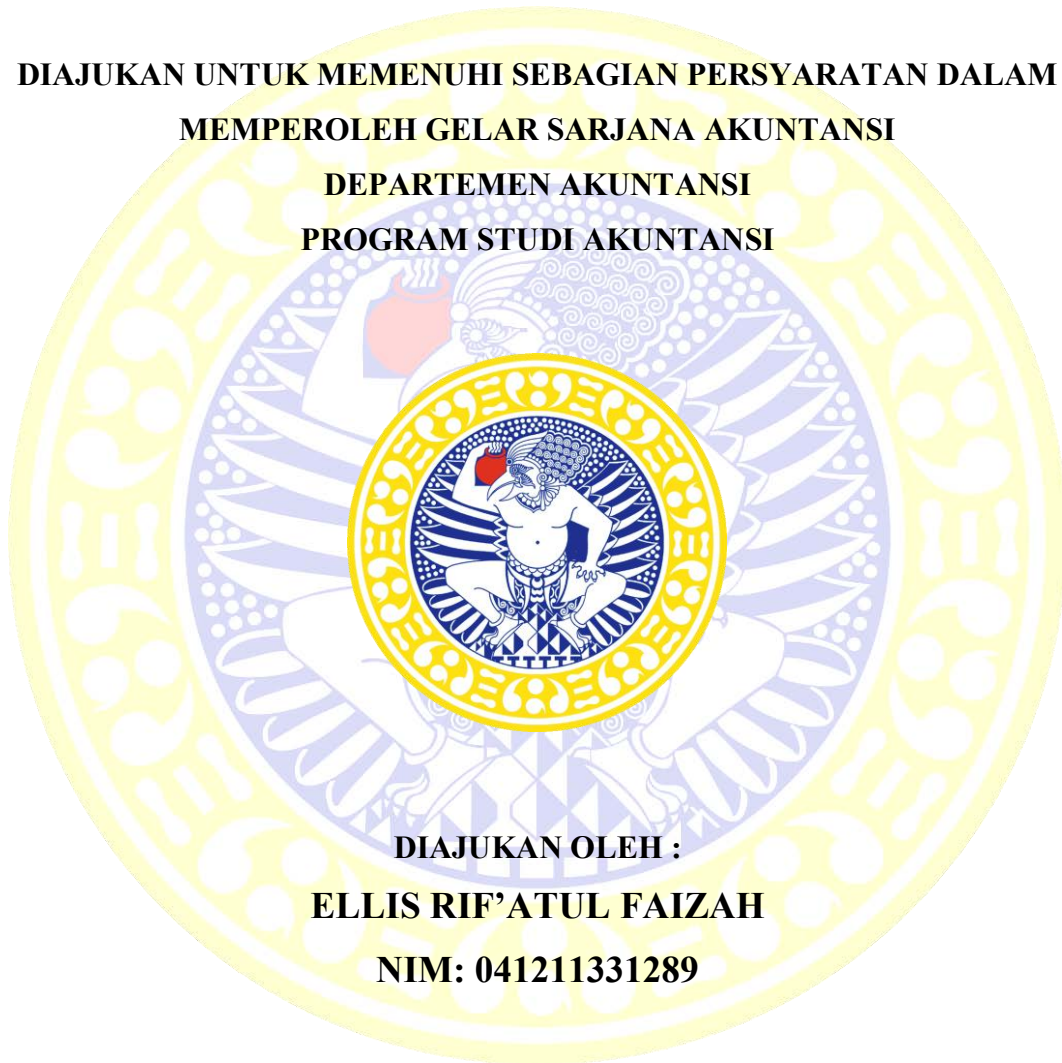 DIAJUKAN UNTUK MEMENUHI SEBAGIAN PERSYARATAN DALAM
MEMPEROLEH GELAR SARJANA AKUNTANSI
DEPARTEMEN AKUNTANSI
PROGRAM STUDI AKUNTANSI
DIAJUKAN OLEH :
ELLIS RIF’ATUL FAIZAH
NIM: 041211331289